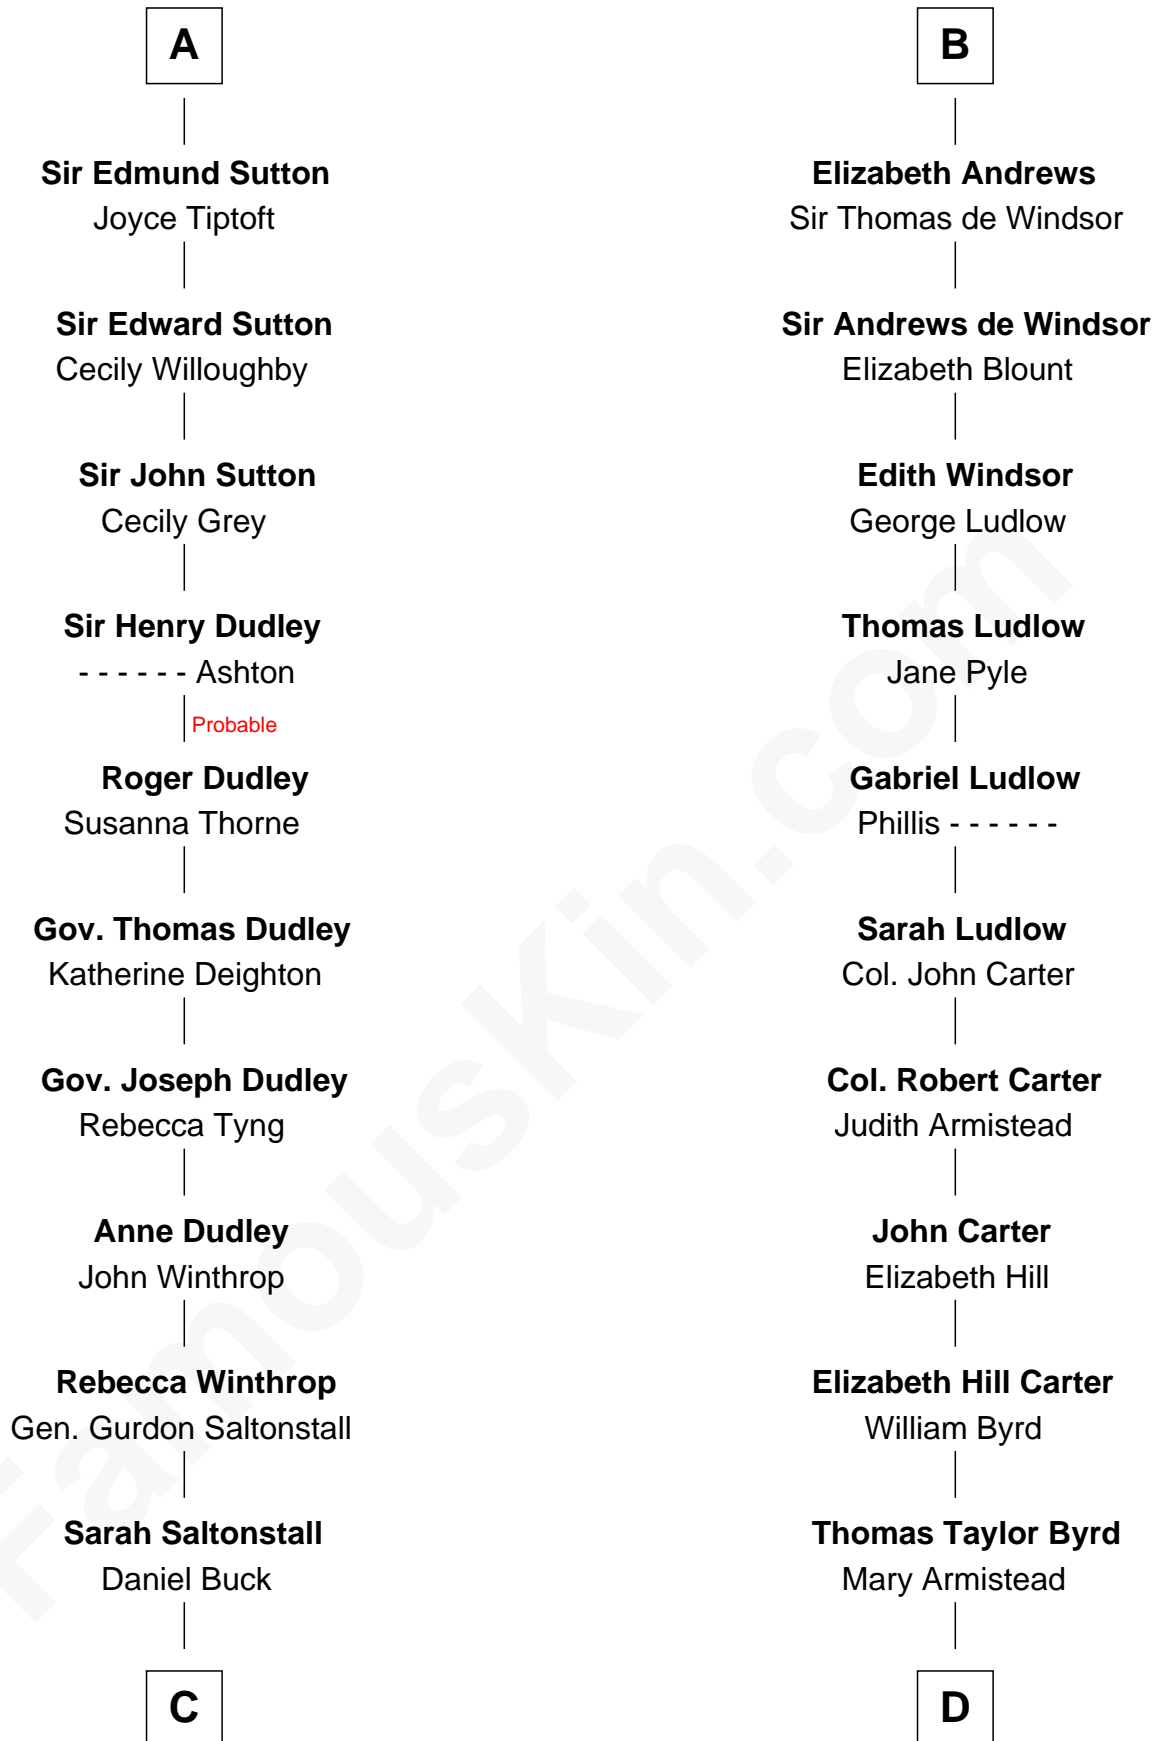 A
Sir Edmund Sutton
Joyce Tiptoft
Sir Edward Sutton
Cecily Willoughby
Sir John Sutton
Cecily Grey
Sir Henry Dudley
- - - - - - Ashton
Probable
Roger Dudley
Susanna Thorne
Gov. Thomas Dudley
Katherine Deighton
Gov. Joseph Dudley
Rebecca Tyng
Anne Dudley
John Winthrop
Rebecca Winthrop
Gen. Gurdon Saltonstall
Sarah Saltonstall
Daniel Buck
C
B
Elizabeth Andrews
Sir Thomas de Windsor
Sir Andrews de Windsor
Elizabeth Blount
Edith Windsor
George Ludlow
Thomas Ludlow
Jane Pyle
Gabriel Ludlow
Phillis - - - - - -
Sarah Ludlow
Col. John Carter
Col. Robert Carter
Judith Armistead
John Carter
Elizabeth Hill
Elizabeth Hill Carter
William Byrd
Thomas Taylor Byrd
Mary Armistead
D
FamousKin.com